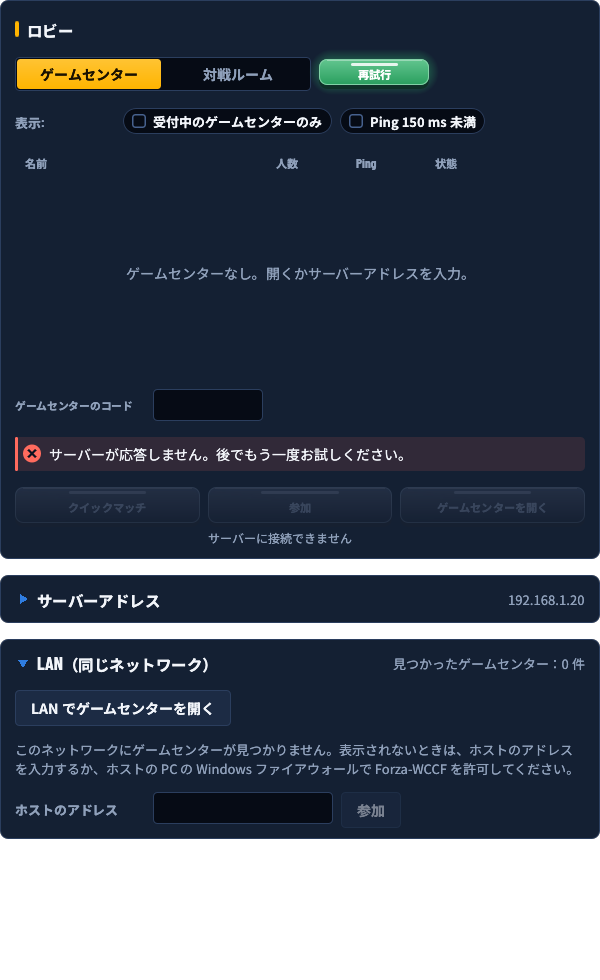 ロビー
ゲームセンター
対戦ルーム
再試行
表示:
受付中のゲームセンターのみ
Ping 150 ms 未満
名前
人数
Ping
状態
ゲームセンターなし。開くかサーバーアドレスを入力。
ゲームセンターのコード
サーバーが応答しません。後でもう一度お試しください。
クイックマッチ
参加
ゲームセンターを開く
サーバーに接続できません
サーバーアドレス
192.168.1.20
LAN（同じネットワーク）
見つかったゲームセンター：0 件
LAN でゲームセンターを開く
このネットワークにゲームセンターが見つかりません。表示されないときは、ホストのアドレス
を入力するか、ホストの PC の Windows ファイアウォールで Forza-WCCF を許可してください。
ホストのアドレス
参加